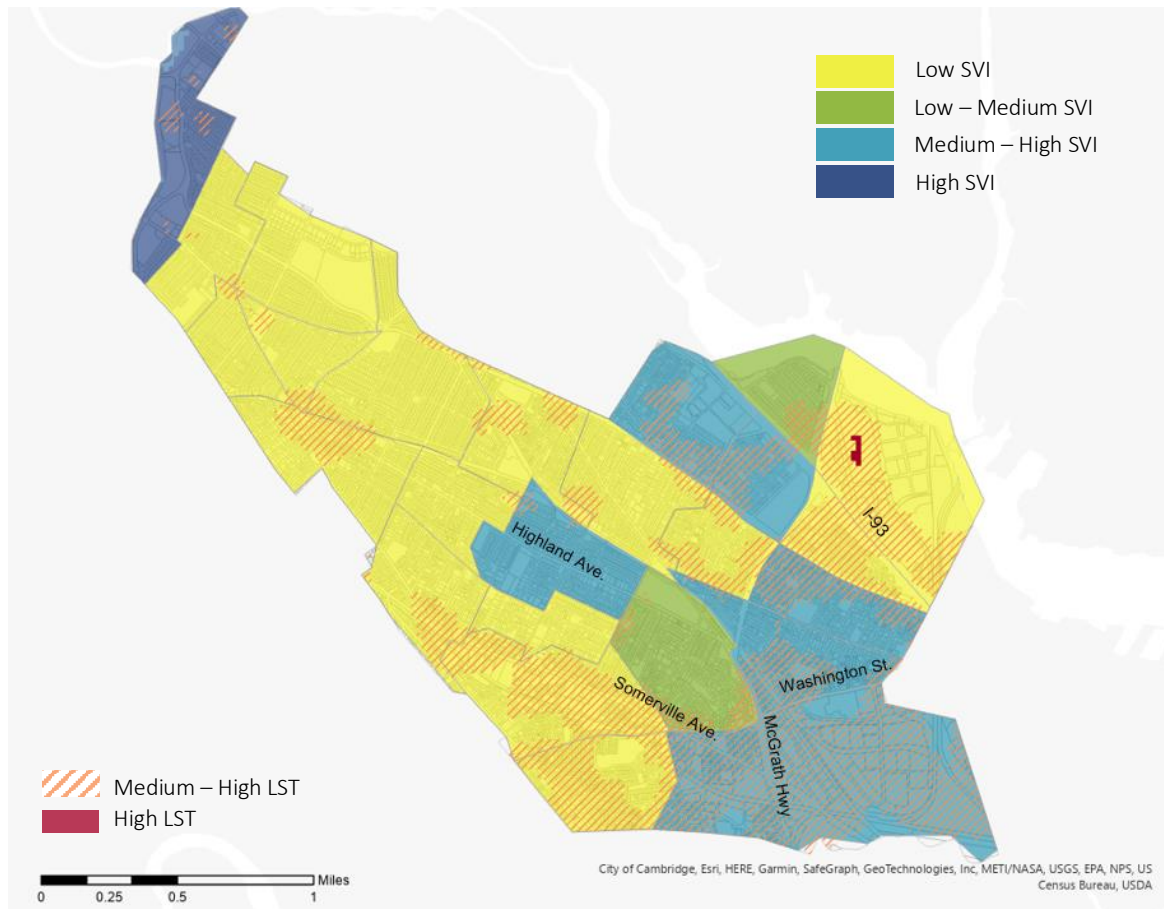 Low SVI
Low – Medium SVI
Medium – High SVI
High SVI
I-93
Highland Ave.
Washington St.
Somerville Ave.
McGrath Hwy
Medium – High LST
High LST
Miles
0 0.25 0.5 1
City of Cambridge, Esri, HERE, Garmin, SafeGraph, GeoTechnologies, Inc, METI/NASA, USGS, EPA, NPS, US
Census Bureau, USDA